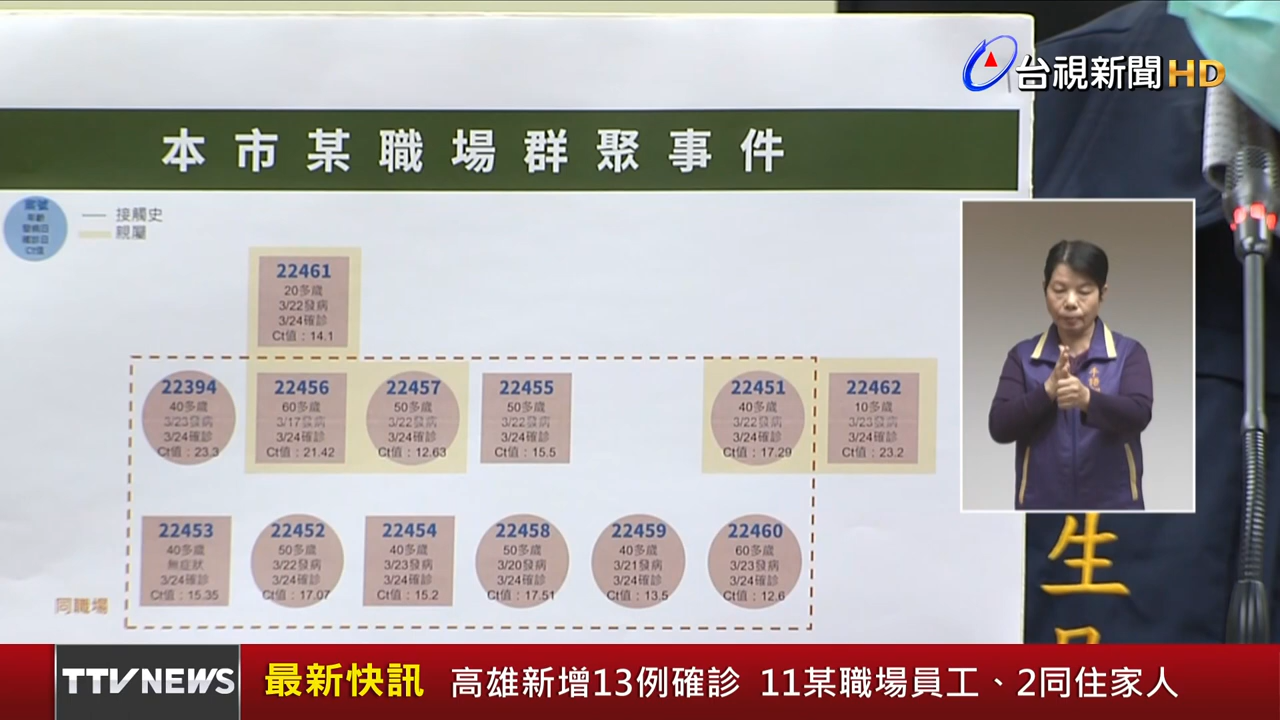 台視新聞HD
本市某職場群聚事件
案號
年齡
發病日
確診日
Ct值
接觸史
親屬
22461
20多歲
3/22發病
3/24確診
Ct值：14.1
22394
40多歲
3/23發病
3/24確診
Ct值：23.3
22456
60多歲
3/17發病
3/24確診
Ct值：21.42
22457
50多歲
3/22發病
3/24確診
Ct值：12.63
22455
50多歲
3/22發病
3/24確診
Ct值：15.5
22451
40多歲
3/22發病
3/24確診
Ct值：17.29
22462
10多歲
3/23發病
3/24確診
Ct值：23.2
22453
40多歲
無症狀
3/24確診
Ct值：15.35
22452
50多歲
3/22發病
3/24確診
Ct值：17.07
22454
40多歲
3/23發病
3/24確診
Ct值：15.2
22458
50多歲
3/20發病
3/24確診
Ct值：17.51
22459
40多歲
3/21發病
3/24確診
Ct值：13.5
22460
60多歲
3/23發病
3/24確診
Ct值：12.6
同職場
生
TTV NEWS
最新快訊 高雄新增13例確診 11某職場員工、2同住家人